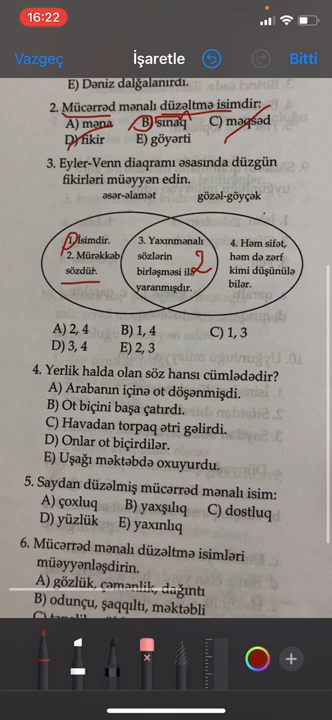 16:22
Vazgeç
İşaretle
Bitti
E) Dəniz dalğalanırdı.
2. Mücərrəd mənalı düzəltmə isimdir:
A) məna B) sınaq C) məqsəd
D) fikir E) göyərti
3. Eyler-Venn diaqramı əsasında düzgün
fikirləri müəyyən edin.
əsər-əlamət gözəl-göyçək
1. İsimdir.
2. Mürəkkəb
sözdür.
3. Yaxınmənalı
sözlərin
birləşməsi ilə
yaranmışdır.
2
4. Həm sifət,
həm də zərf
kimi düşünülə
bilər.
A) 2, 4 B) 1, 4 C) 1, 3
D) 3, 4 E) 2, 3
4. Yerlik halda olan söz hansı cümlədədir?
A) Arabanın içinə ot döşənmişdi.
B) Ot biçini başa çatırdı.
C) Havadan torpaq ətri gəlirdi.
D) Onlar ot biçirdilər.
E) Uşağı məktəbdə oxuyurdu.
5. Saydan düzəlmiş mücərrəd mənalı isim:
A) çoxluq B) yaxşılıq C) dostluq
D) yüzlük E) yaxınlıq
6. Mücərrəd mənalı düzəltmə isimləri
müəyyənləşdirin.
A) gözlük, çəmənlik, dağıntı
B) odunçu, şaqqıltı, məktəbli